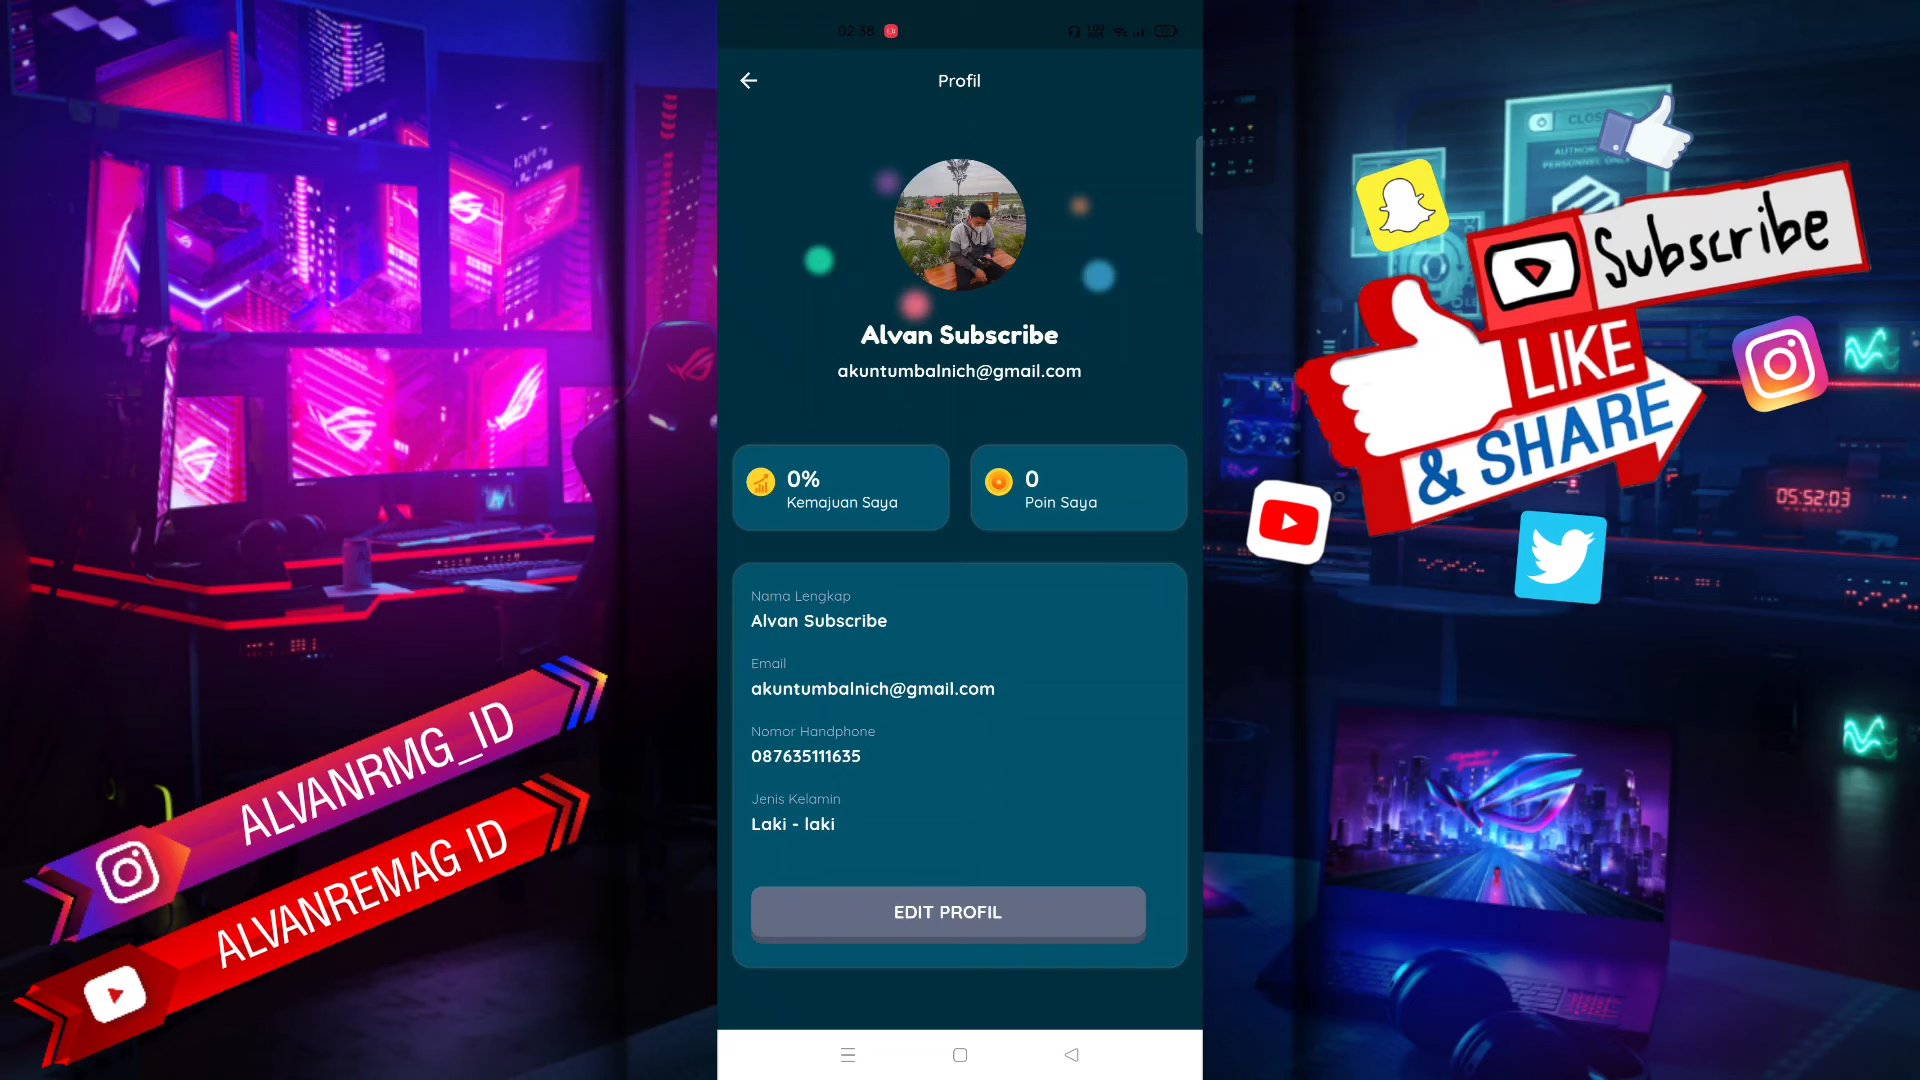 02:38
Profil
Alvan Subscribe
akuntumbalnich@gmail.com
0%
Kemajuan Saya
0
Poin Saya
Nama Lengkap
Alvan Subscribe
Email
akuntumbalnich@gmail.com
Nomor Handphone
087635111635
Jenis Kelamin
Laki - laki
EDIT PROFIL
ALVANRMG_ID
ALVANREMAG ID
Subscribe
LIKE
& SHARE
05:52:03